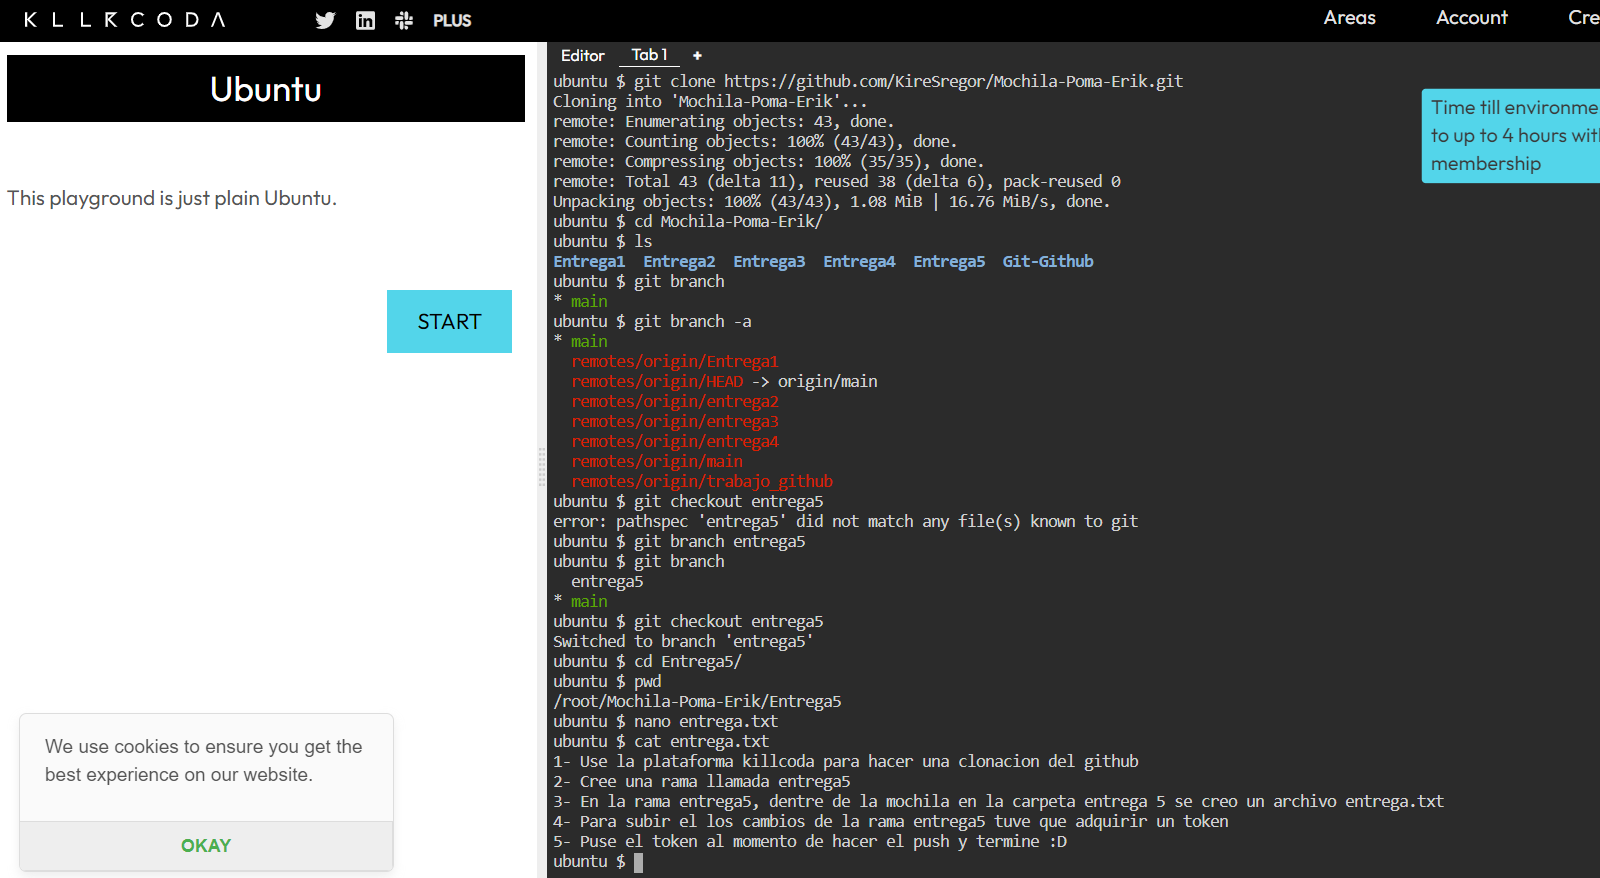 KLLRCODA
PLUS
Areas
Account
Cre
Ubuntu
This playground is just plain Ubuntu.
START
We use cookies to ensure you get the
best experience on our website.
OKAY
Editor
Tab 1
+
ubuntu $ git clone https://github.com/KireSregor/Mochila-Poma-Erik.git
Cloning into 'Mochila-Poma-Erik'...
remote: Enumerating objects: 43, done.
remote: Counting objects: 100% (43/43), done.
remote: Compressing objects: 100% (35/35), done.
remote: Total 43 (delta 11), reused 38 (delta 6), pack-reused 0
Unpacking objects: 100% (43/43), 1.08 MiB | 16.76 MiB/s, done.
ubuntu $ cd Mochila-Poma-Erik/
ubuntu $ ls
Entrega1  Entrega2  Entrega3  Entrega4  Entrega5  Git-Github
ubuntu $ git branch
* main
ubuntu $ git branch -a
* main
  remotes/origin/Entrega1
  remotes/origin/HEAD -> origin/main
  remotes/origin/entrega2
  remotes/origin/entrega3
  remotes/origin/entrega4
  remotes/origin/main
  remotes/origin/trabajo_github
ubuntu $ git checkout entrega5
error: pathspec 'entrega5' did not match any file(s) known to git
ubuntu $ git branch entrega5
ubuntu $ git branch
  entrega5
* main
ubuntu $ git checkout entrega5
Switched to branch 'entrega5'
ubuntu $ cd Entrega5/
ubuntu $ pwd
/root/Mochila-Poma-Erik/Entrega5
ubuntu $ nano entrega.txt
ubuntu $ cat entrega.txt
1- Use la plataforma killcoda para hacer una clonacion del github
2- Cree una rama llamada entrega5
3- En la rama entrega5, dentre de la mochila en la carpeta entrega 5 se creo un archivo entrega.txt
4- Para subir el los cambios de la rama entrega5 tuve que adquirir un token
5- Puse el token al momento de hacer el push y termine :D
ubuntu $
Time till environme
to up to 4 hours wit
membership